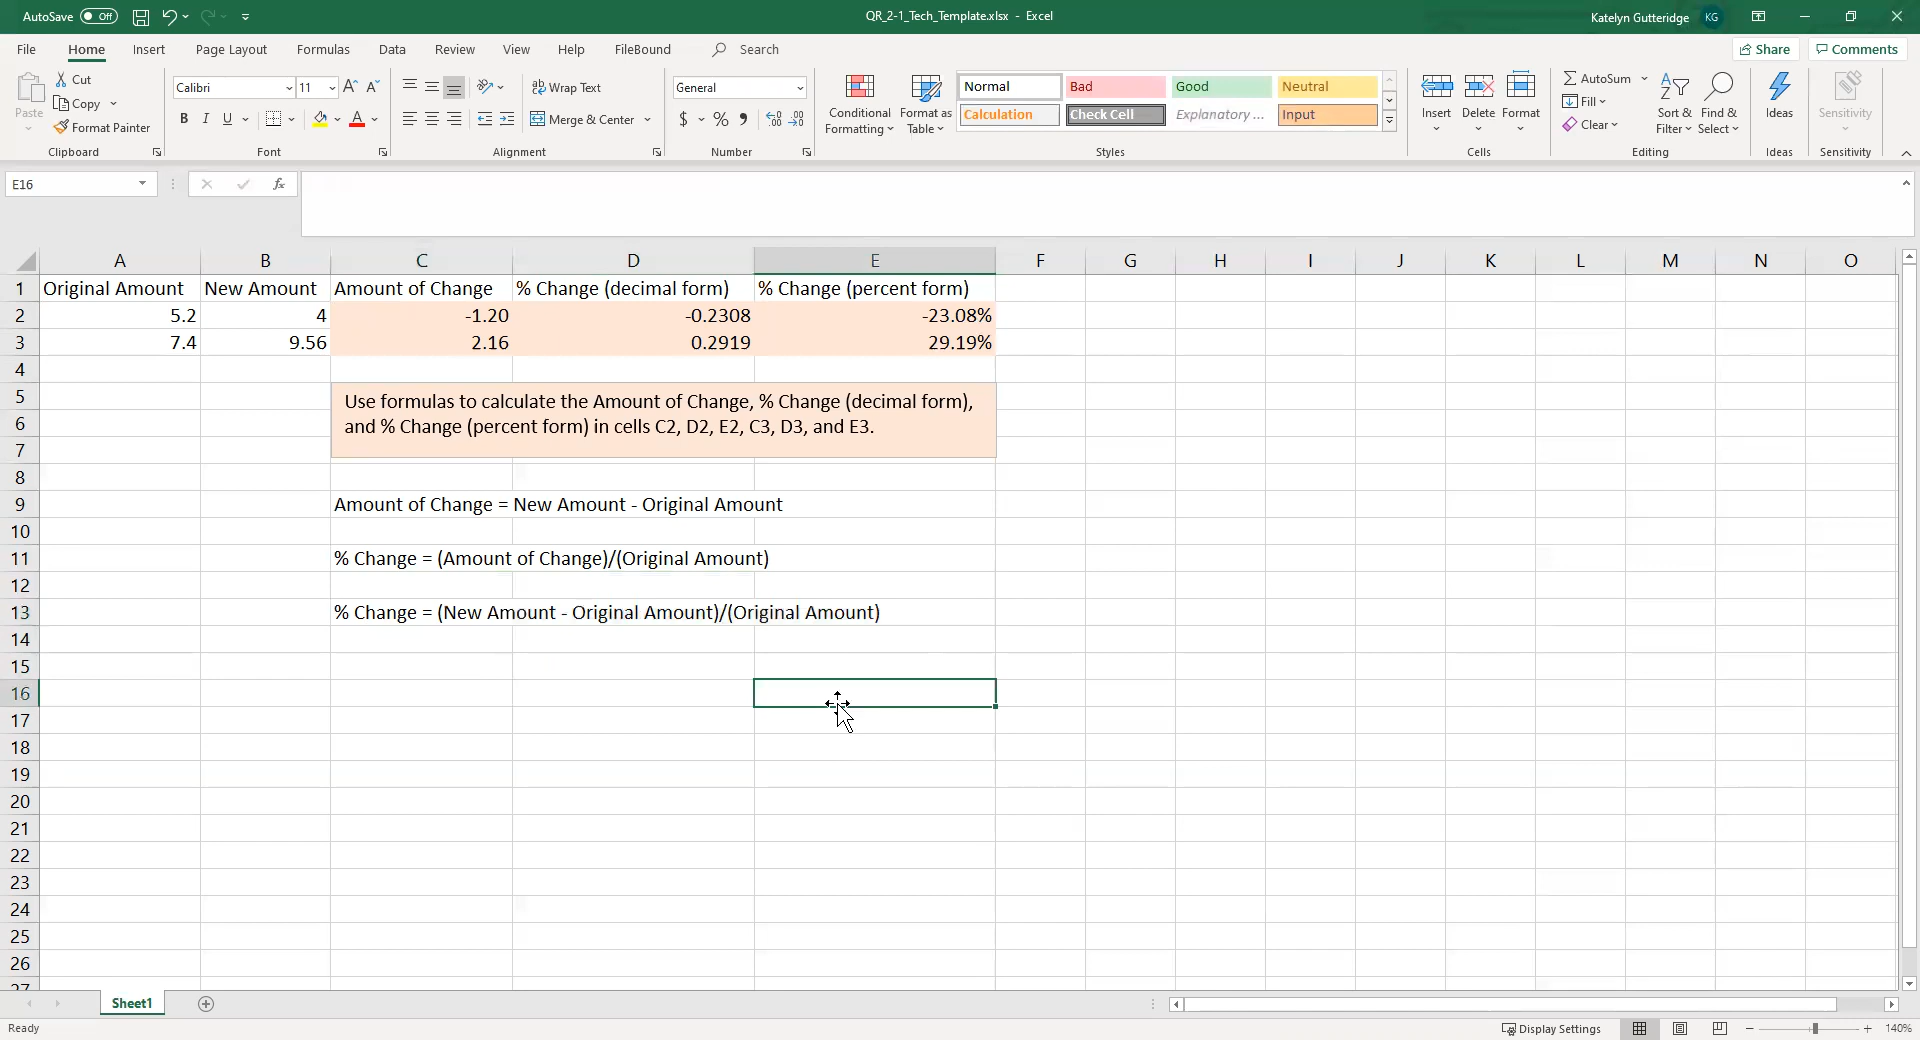 AutoSave Off QR_2-1_Tech_Template.xlsx - Excel Katelyn Gutteridge KG
File Home Insert Page Layout Formulas Data Review View Help FileBound Search Share Comments
Paste
Cut
Copy
Format Painter
Clipboard
Calibri 11
B I U
Font
Wrap Text
Merge & Center
Alignment
General
$ % ,
Number
Conditional Formatting
Format as Table
Normal Bad Good Neutral
Calculation Check Cell Explanatory ... Input
Styles
Insert Delete Format
Cells
AutoSum
Fill
Clear
Sort & Filter
Find & Select
Editing
Ideas
Ideas
Sensitivity
Sensitivity
E16 fx
A B C D E F G H I J K L M N O
1 Original Amount New Amount Amount of Change % Change (decimal form) % Change (percent form)
2 5.2 4 -1.20 -0.2308 -23.08%
3 7.4 9.56 2.16 0.2919 29.19%
4
5 Use formulas to calculate the Amount of Change, % Change (decimal form),
6 and % Change (percent form) in cells C2, D2, E2, C3, D3, and E3.
7
8
9 Amount of Change = New Amount - Original Amount
10
11 % Change = (Amount of Change)/(Original Amount)
12
13 % Change = (New Amount - Original Amount)/(Original Amount)
14
15
16
17
18
19
20
21
22
23
24
25
26
27
Sheet1
Ready Display Settings 140%